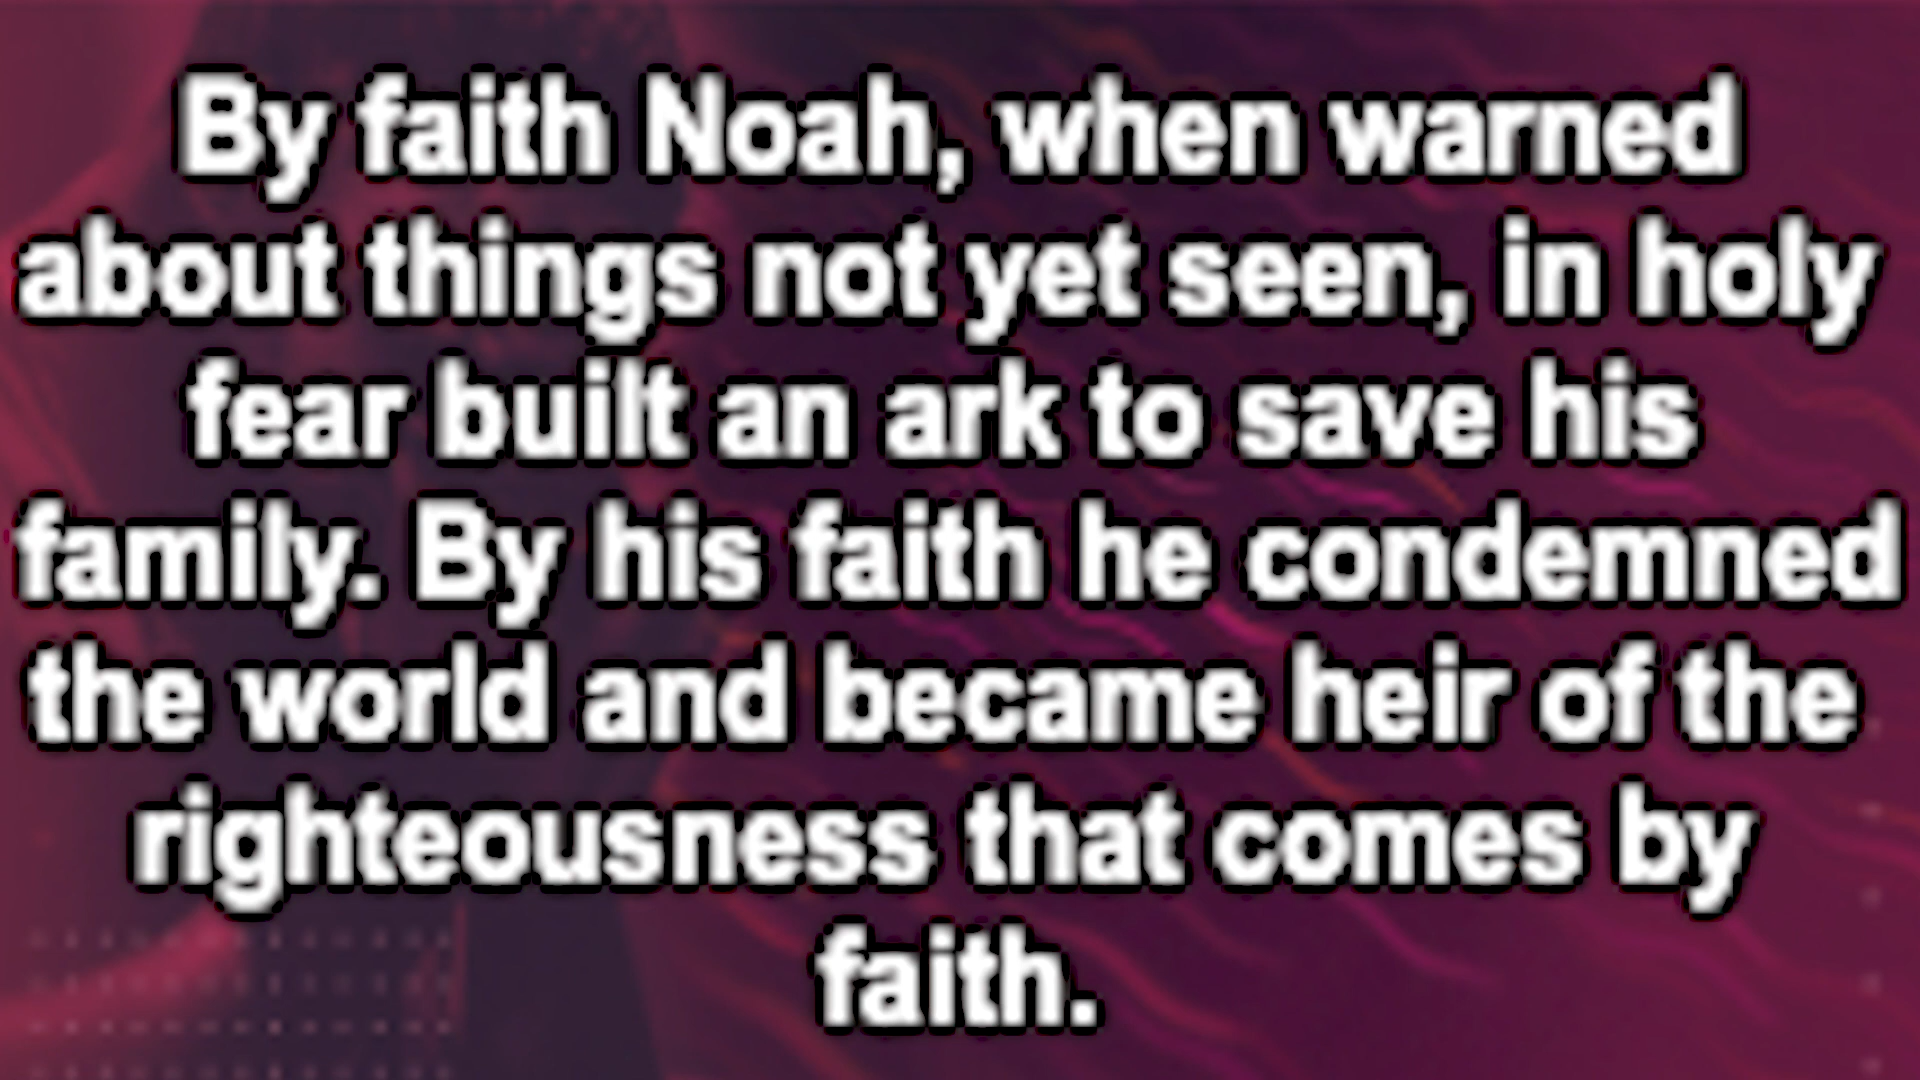 By faith Noah, when warned
about things not yet seen, in holy
fear built an ark to save his
family. By his faith he condemned
the world and became heir of the
righteousness that comes by
faith.